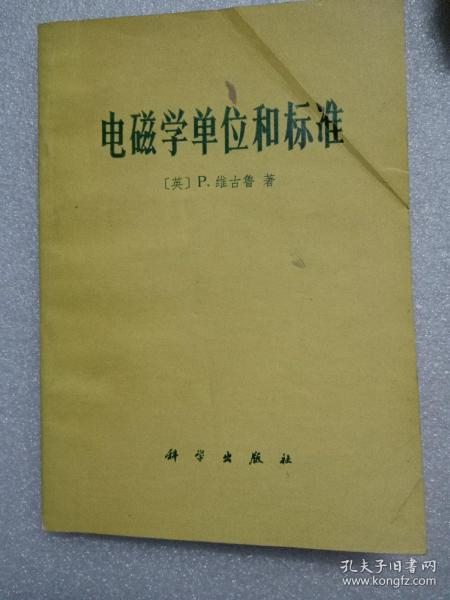 电磁学单位和标准
〔英〕P. 维古鲁 著
科学出版社
孔夫子旧书网
www.kongfz.com